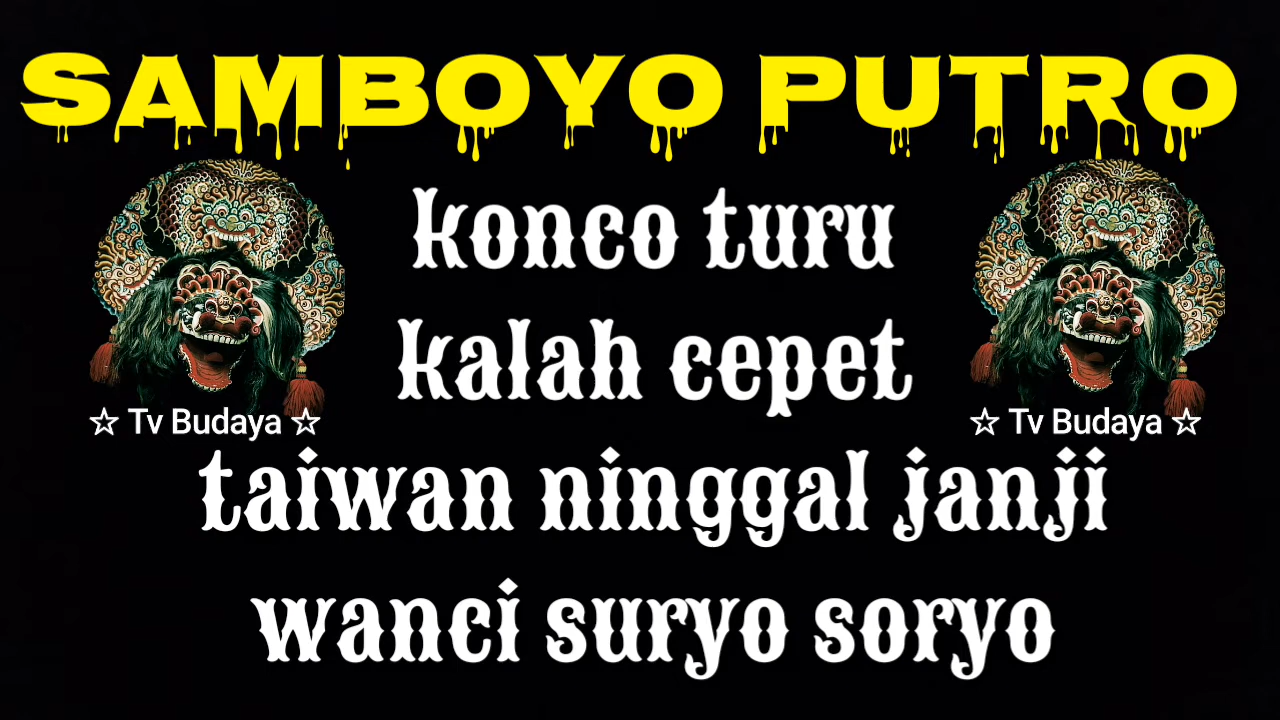 SAMBOYO PUTRO
konco turu
kalah cepet
☆ Tv Budaya ☆
☆ Tv Budaya ☆
taiwan ninggal janji
wanci suryo soryo